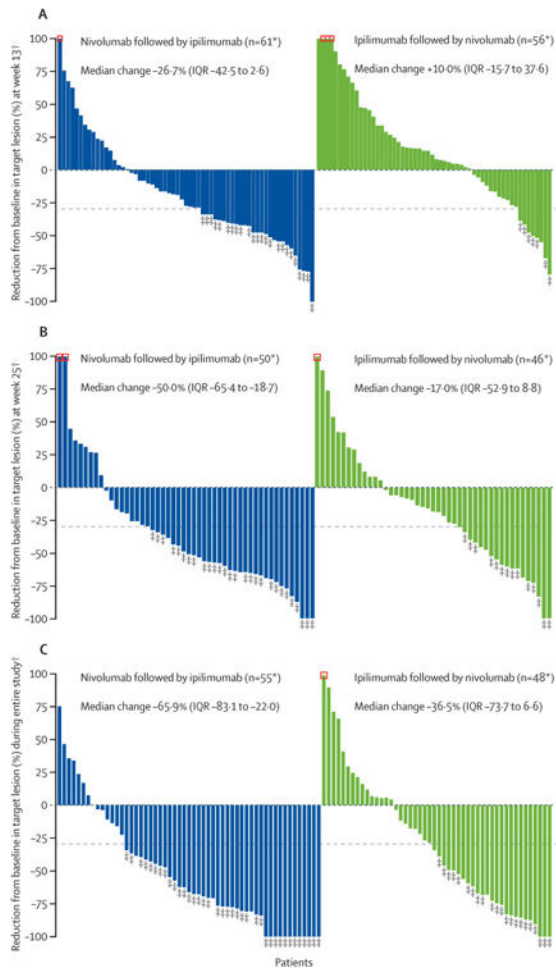 A
Nivolumab followed by ipilimumab (n=61*)
Median change –26·7% (IQR –42·5 to 2·6)
Ipilimumab followed by nivolumab (n=56*)
Median change +10·0% (IQR –15·7 to 37·6)
Reduction from baseline in target lesion (%) at week 13†
100
75
50
25
0
–25
–50
–75
–100
‡‡‡ ‡‡‡‡‡‡ ‡‡‡‡‡‡‡‡‡‡‡‡‡‡‡
‡‡‡‡‡‡‡‡
B
Nivolumab followed by ipilimumab (n=50*)
Median change –50·0% (IQR –65·4 to –18·7)
Ipilimumab followed by nivolumab (n=46*)
Median change –17·0% (IQR –52·9 to 8·8)
Reduction from baseline in target lesion (%) at week 25†
100
75
50
25
0
–25
–50
–75
–100
C
Nivolumab followed by ipilimumab (n=55*)
Median change –65·9% (IQR –83·1 to –22·0)
Ipilimumab followed by nivolumab (n=48*)
Median change –36·5% (IQR –73·7 to 6·6)
Reduction from baseline in target lesion (%) during entire study†
100
75
50
25
0
–25
–50
–75
–100
Patients